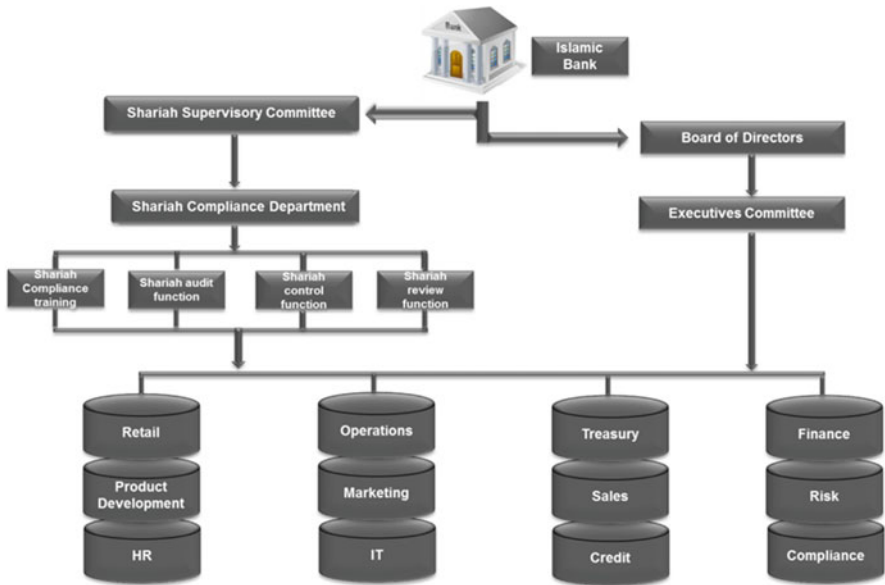 Bank
Islamic
Bank
Shariah Supervisory Committee
Board of Directors
Shariah Compliance Department
Executives Committee
Shariah
Compliance
training
Shariah audit
function
Shariah
control
function
Shariah
review
function
Retail
Operations
Treasury
Finance
Product
Development
Marketing
Sales
Risk
HR
IT
Credit
Compliance